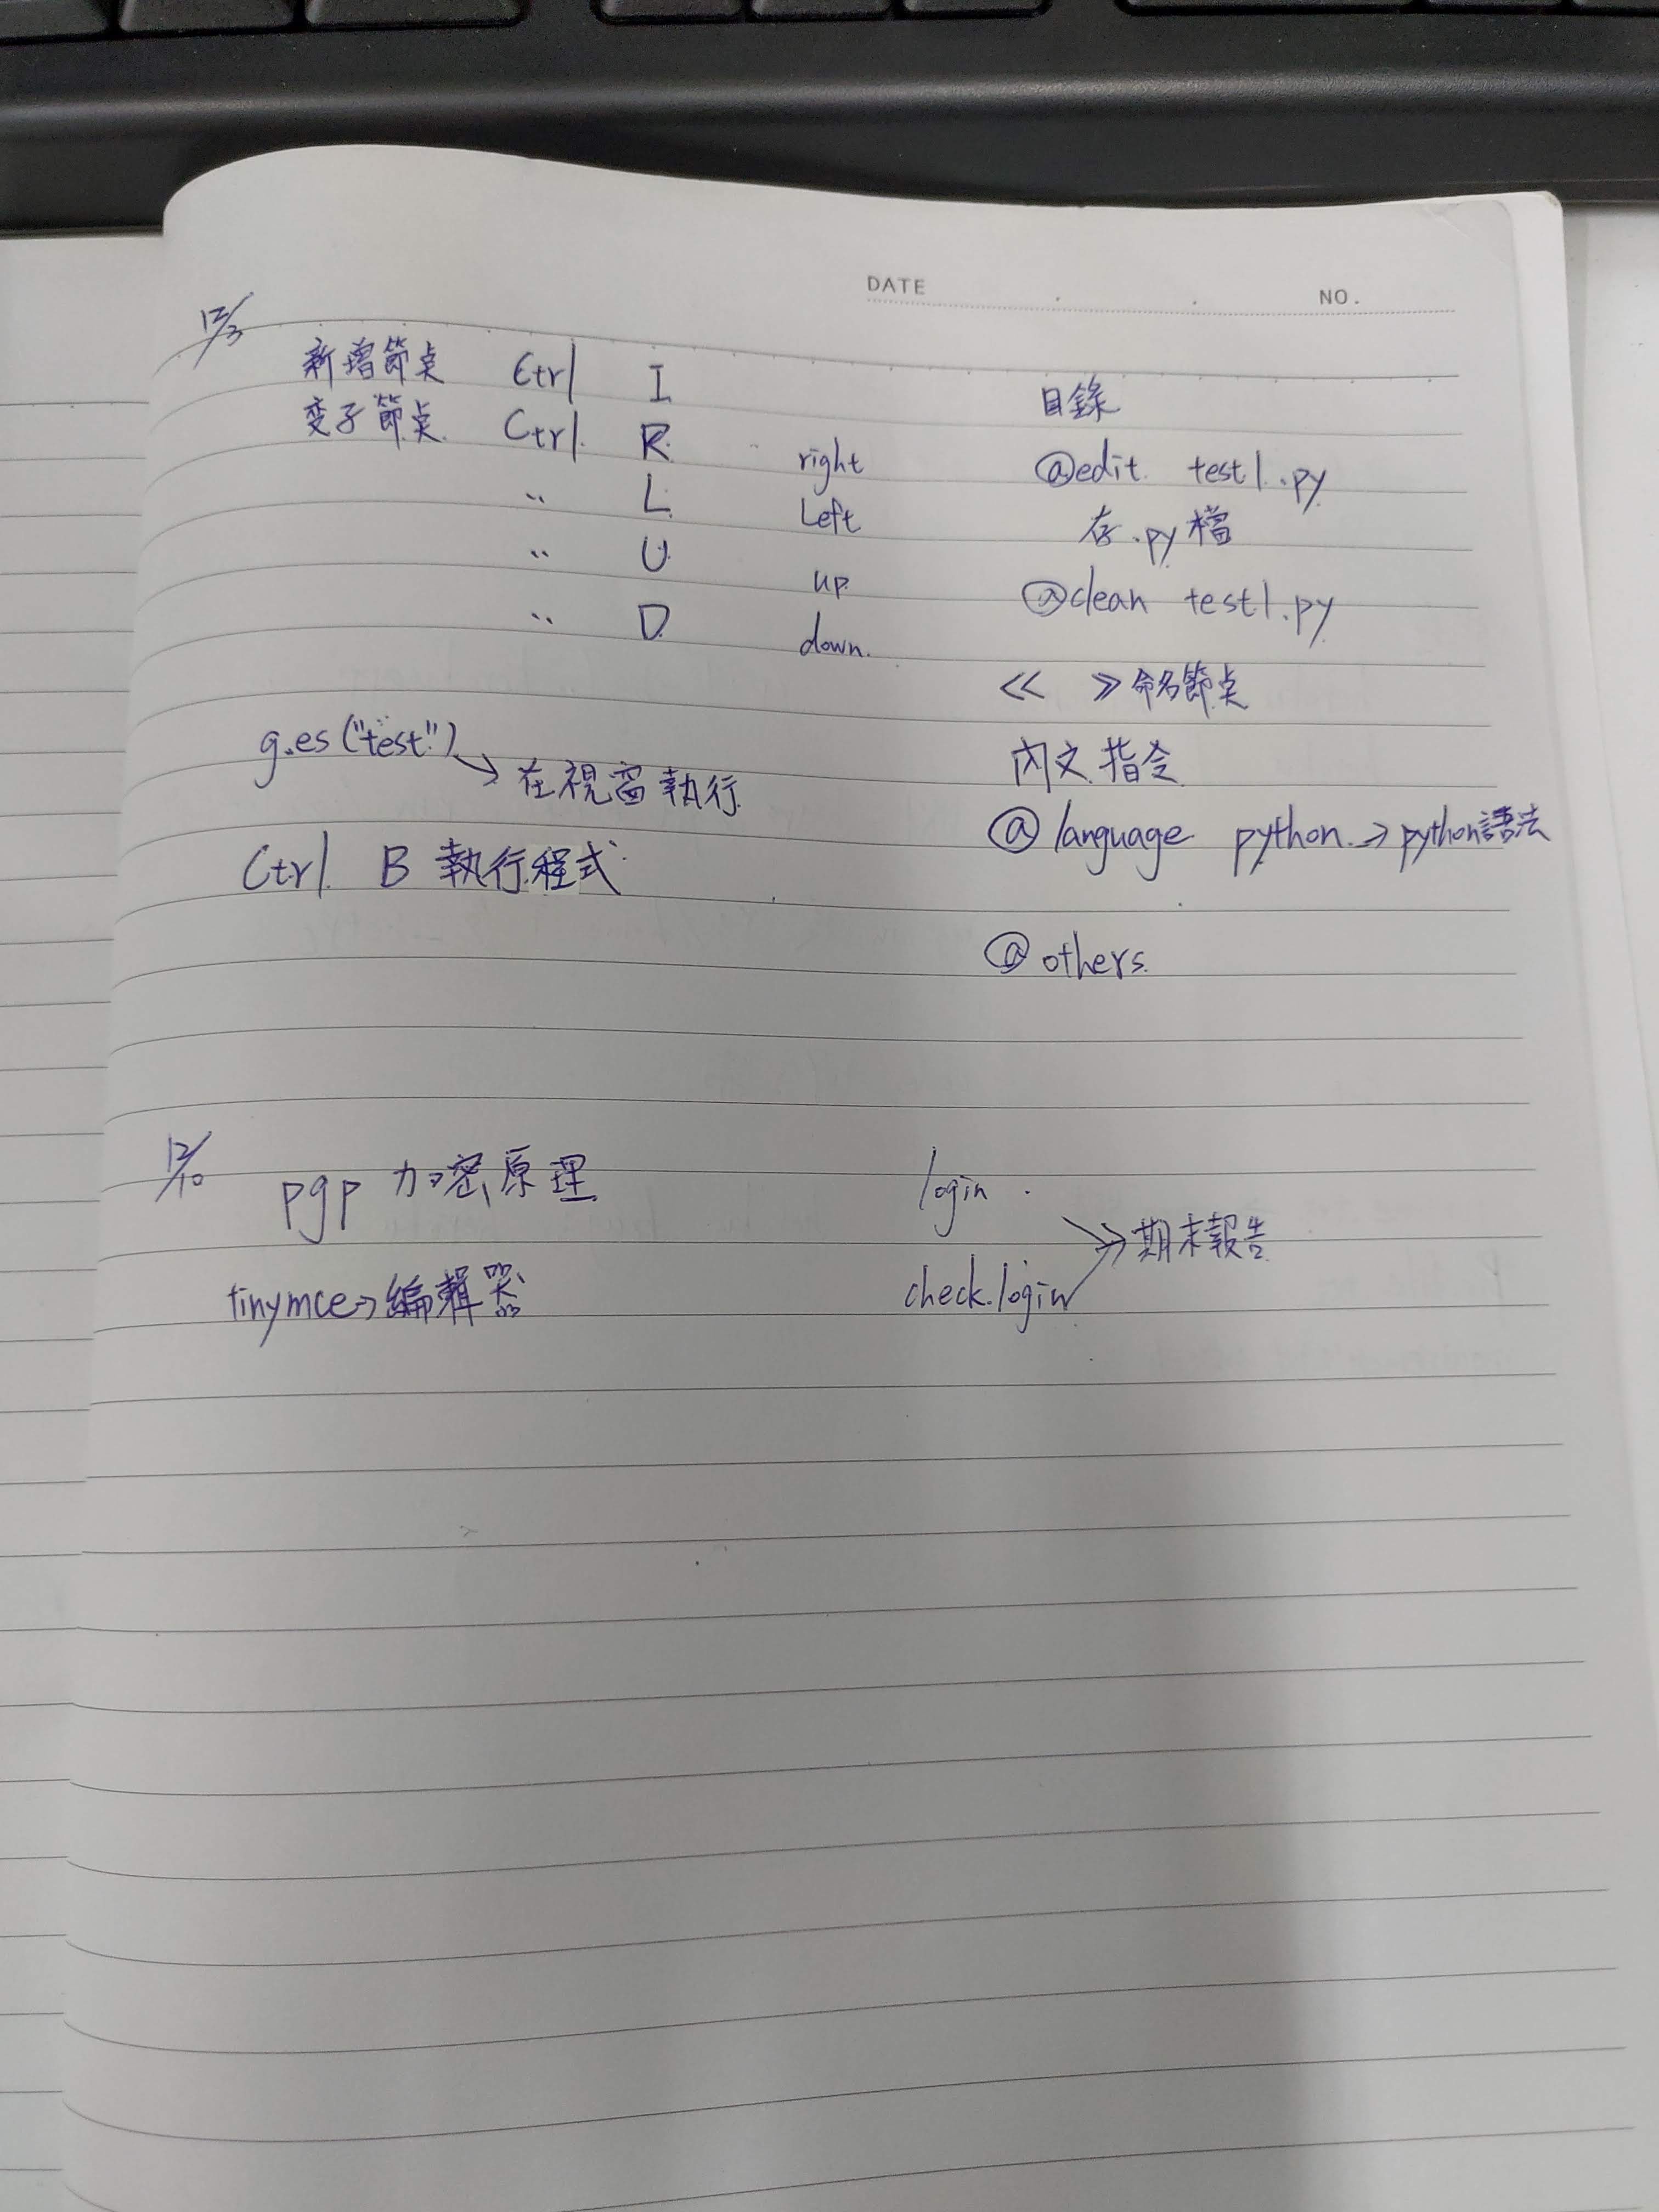 DATE . . NO.
12/3
新增節点 Ctrl I
变子節点 Ctrl R right
〃 L Left
〃 U up
〃 D down
g.es("test") → 在視窗執行
Ctrl B 執行程式
目錄
@edit test1.py
存.py檔
@clean test1.py
<< >>命名節点
內文指令
@language python → python語法
@others
12/10
pgp 加密原理
tinymce → 編輯器
login
check.login → 期末報告